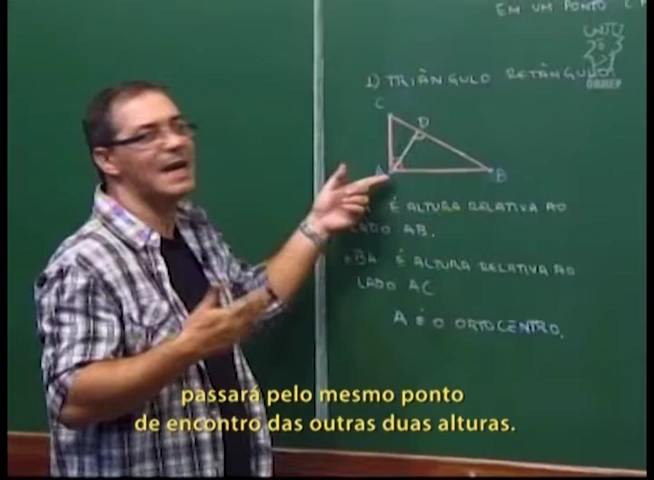 EM UM PONTO
OBMEP
1) TRIÂNGULO RETÂNGULO.
C
D
A
B
É ALTURA RELATIVA AO
LADO AB.
BA É ALTURA RELATIVA AO
LADO AC
A É O ORTOCENTRO.
passará pelo mesmo ponto
de encontro das outras duas alturas.